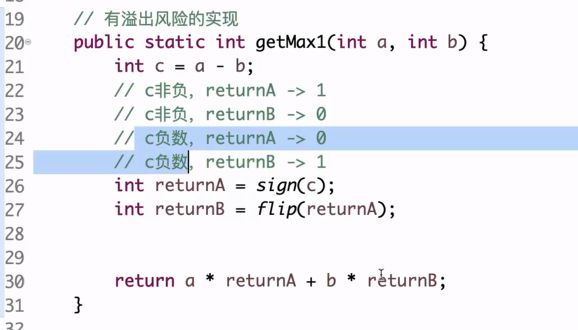 19 // 有溢出风险的实现
20 public static int getMax1(int a, int b) {
21 int c = a - b;
22 // c非负, returnA -> 1
23 // c非负, returnB -> 0
24 // c负数, returnA -> 0
25 // c负数, returnB -> 1
26 int returnA = sign(c);
27 int returnB = flip(returnA);
28
29
30 return a * returnA + b * returnB;
31 }
32